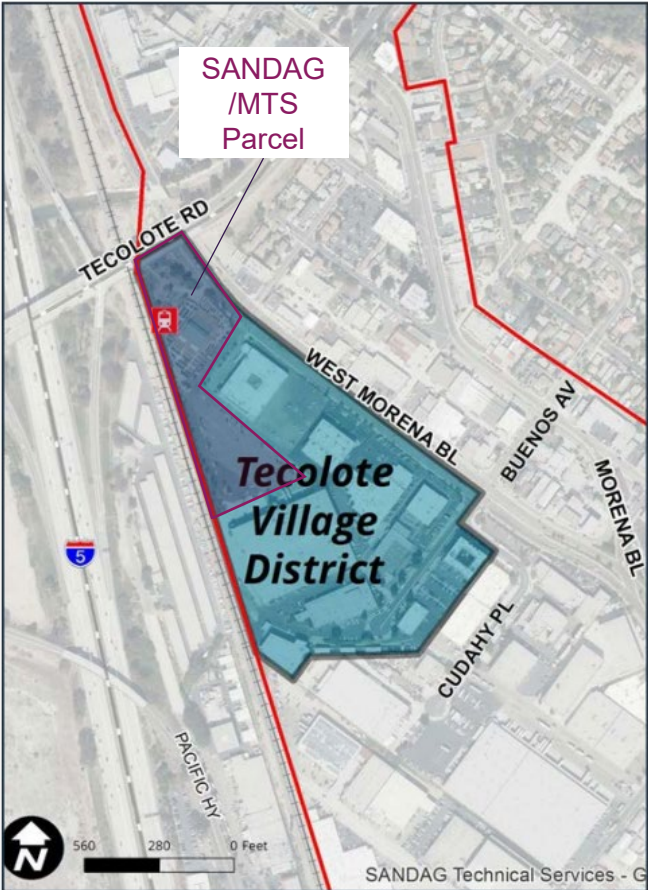 SANDAG
/MTS
Parcel
TECOLOTE RD
WEST MORENA BL
BUENOS AV
MORENA BL
Tecolote
Village
District
5
CUDAHY PL
PACIFIC HY
N
560 280 0 Feet
SANDAG Technical Services - G